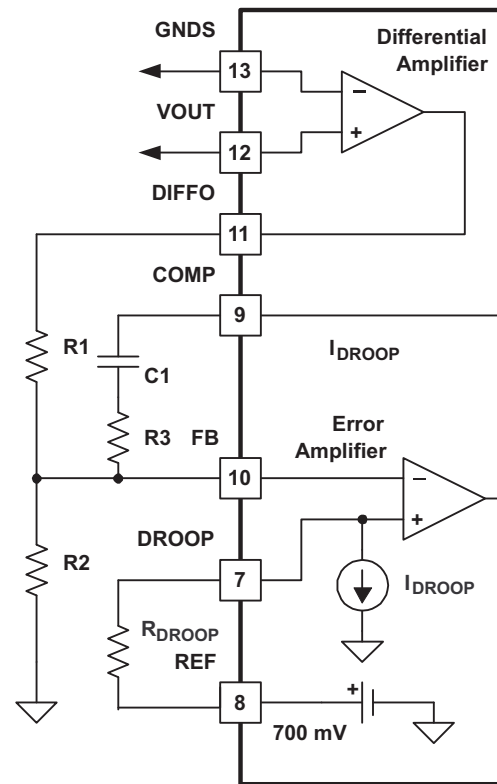 GNDS
Differential
Amplifier
13
−
VOUT
12
+
DIFFO
11
COMP
9
R1
C1
IDROOP
R3
FB
Error
Amplifier
10
−
DROOP
+
R2
7
IDROOP
RDROOP
REF
8
+
700 mV